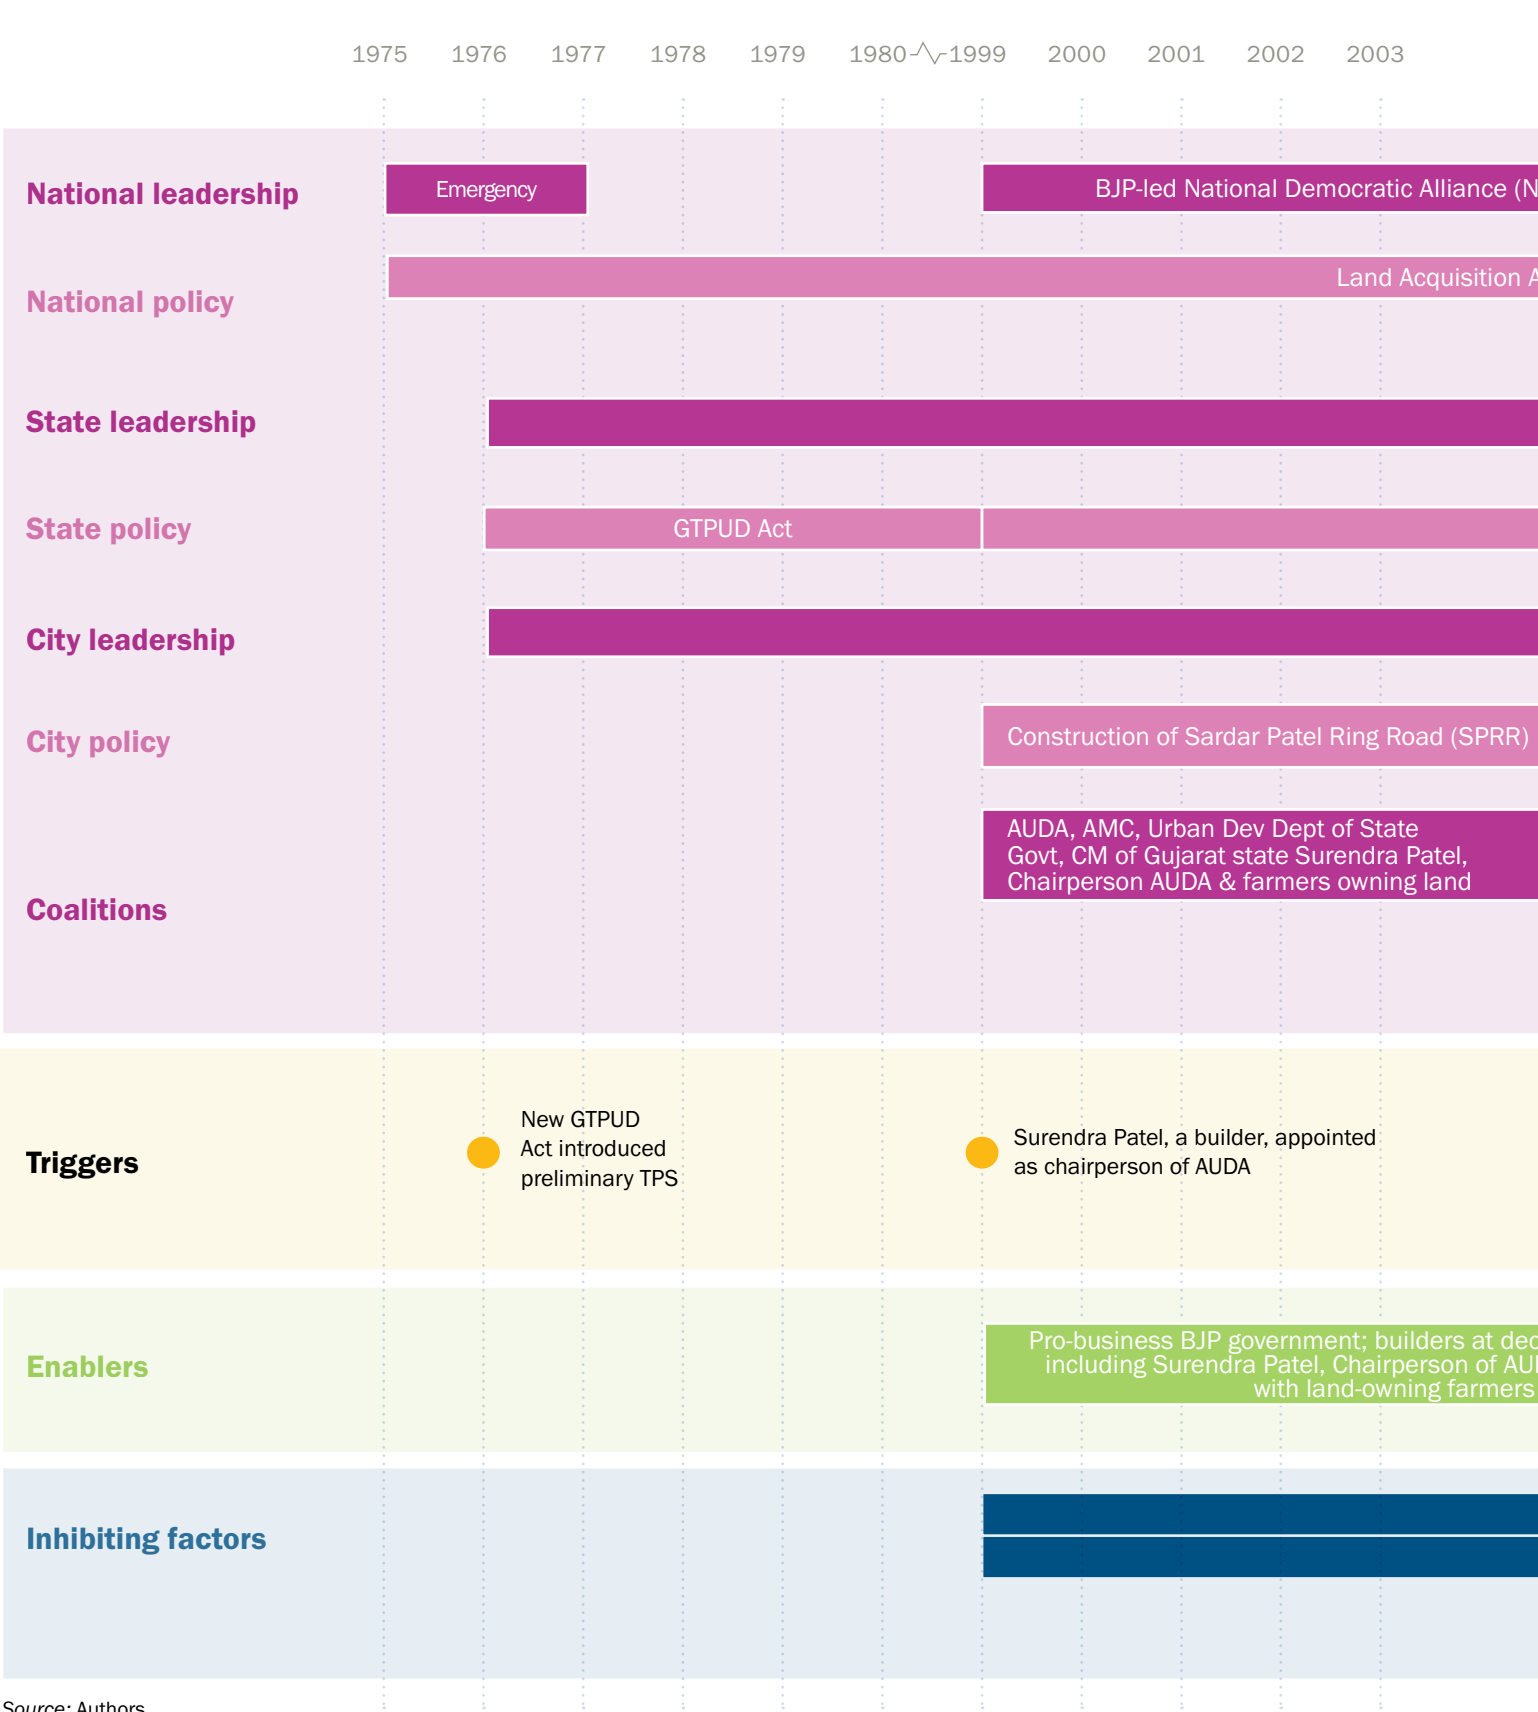 1975 1976 1977 1978 1979 1980 1999 2000 2001 2002 2003
National leadership
Emergency
BJP-led National Democratic Alliance (N
National policy
Land Acquisition A
State leadership
State policy
GTPUD Act
City leadership
City policy
Construction of Sardar Patel Ring Road (SPRR)
Coalitions
AUDA, AMC, Urban Dev Dept of State
Govt, CM of Gujarat state Surendra Patel,
Chairperson AUDA & farmers owning land
Triggers
New GTPUD
Act introduced
preliminary TPS
Surendra Patel, a builder, appointed
as chairperson of AUDA
Enablers
Pro-business BJP government; builders at dec
including Surendra Patel, Chairperson of AU
with land-owning farmers
Inhibiting factors
Source: Authors